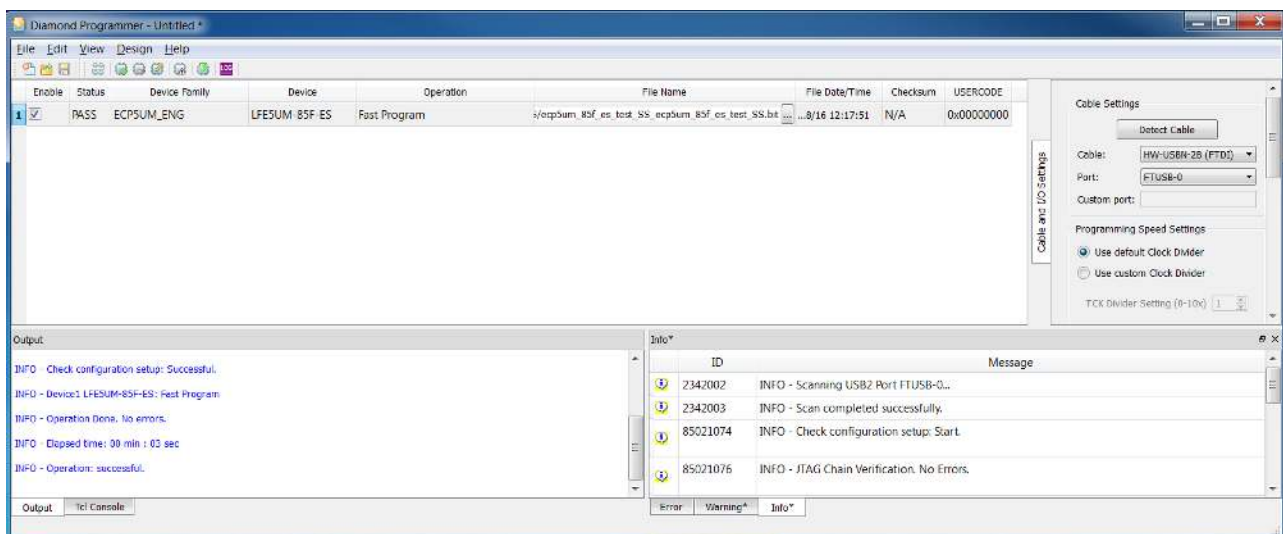 Diamond Programmer - Untitled *
File Edit View Design Help
LOG
Enable Status Device Family Device Operation File Name File Date/Time Checksum USERCODE
1 PASS ECP5UM_ENG LFE5UM-85F-ES Fast Program s/ecp5um_85f_es_test_SS_ecp5um_85f_es_test_SS.bit ... ...8/16 12:17:51 N/A 0x00000000
Cable and I/O Settings
Cable Settings
Detect Cable
Cable: HW-USBN-2B (FTDI)
Port: FTUSB-0
Custom port:
Programming Speed Settings
Use default Clock Divider
Use custom Clock Divider
TCK Divider Setting (0-10x) 1
Output
INFO - Check configuration setup: Successful.
INFO - Device1 LFE5UM-85F-ES: Fast Program
INFO - Operation Done. No errors.
INFO - Elapsed time: 00 min : 03 sec
INFO - Operation: successful.
Output Tcl Console
Info*
ID Message
2342002 INFO - Scanning USB2 Port FTUSB-0...
2342003 INFO - Scan completed successfully.
85021074 INFO - Check configuration setup: Start.
85021076 INFO - JTAG Chain Verification. No Errors.
Error Warning* Info*